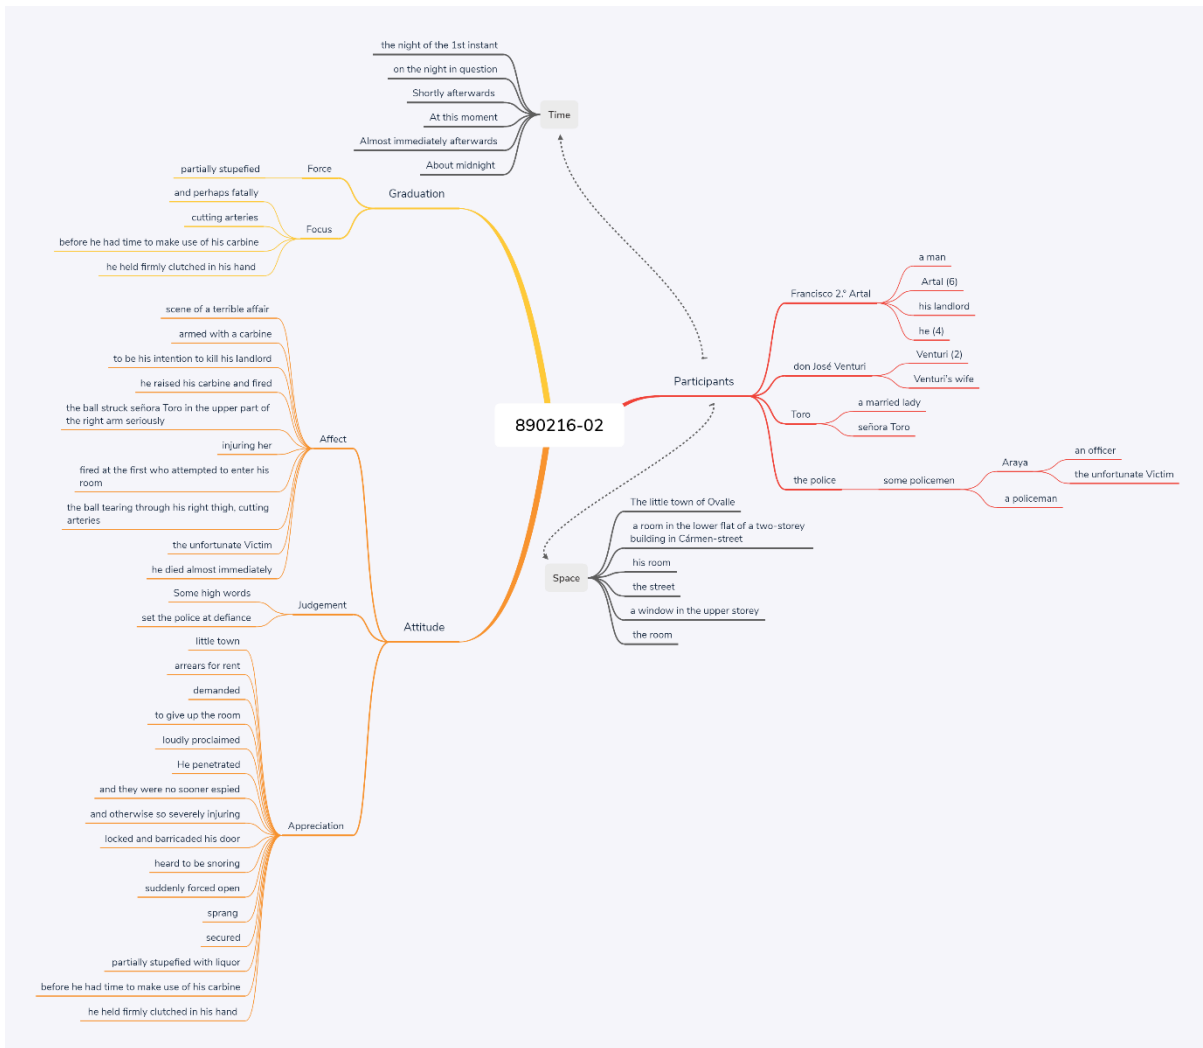 the night of the 1st instant
on the night in question
Shortly afterwards
At this moment
Almost immediately afterwards
About midnight
Time
partially stupefied
Force
and perhaps fatally
cutting arteries
before he had time to make use of his carbine
he held firmly clutched in his hand
Focus
Graduation
scene of a terrible affair
armed with a carbine
to be his intention to kill his landlord
he raised his carbine and fired
the ball struck señora Toro in the upper part of
the right arm seriously
injuring her
fired at the first who attempted to enter his
room
the ball tearing through his right thigh, cutting
arteries
the unfortunate Victim
he died almost immediately
Affect
Some high words
set the police at defiance
Judgement
Attitude
little town
arrears for rent
demanded
to give up the room
loudly proclaimed
He penetrated
and they were no sooner espied
and otherwise so severely injuring
locked and barricaded his door
heard to be snoring
suddenly forced open
sprang
secured
partially stupefied with liquor
before he had time to make use of his carbine
he held firmly clutched in his hand
Appreciation
890216-02
Participants
Francisco 2.° Artal
a man
Artal (6)
his landlord
he (4)
don José Venturi
Venturi (2)
Venturi's wife
Toro
a married lady
señora Toro
the police
some policemen
Araya
an officer
the unfortunate Victim
a policeman
Space
The little town of Ovalle
a room in the lower flat of a two-storey
building in Cármen-street
his room
the street
a window in the upper storey
the room